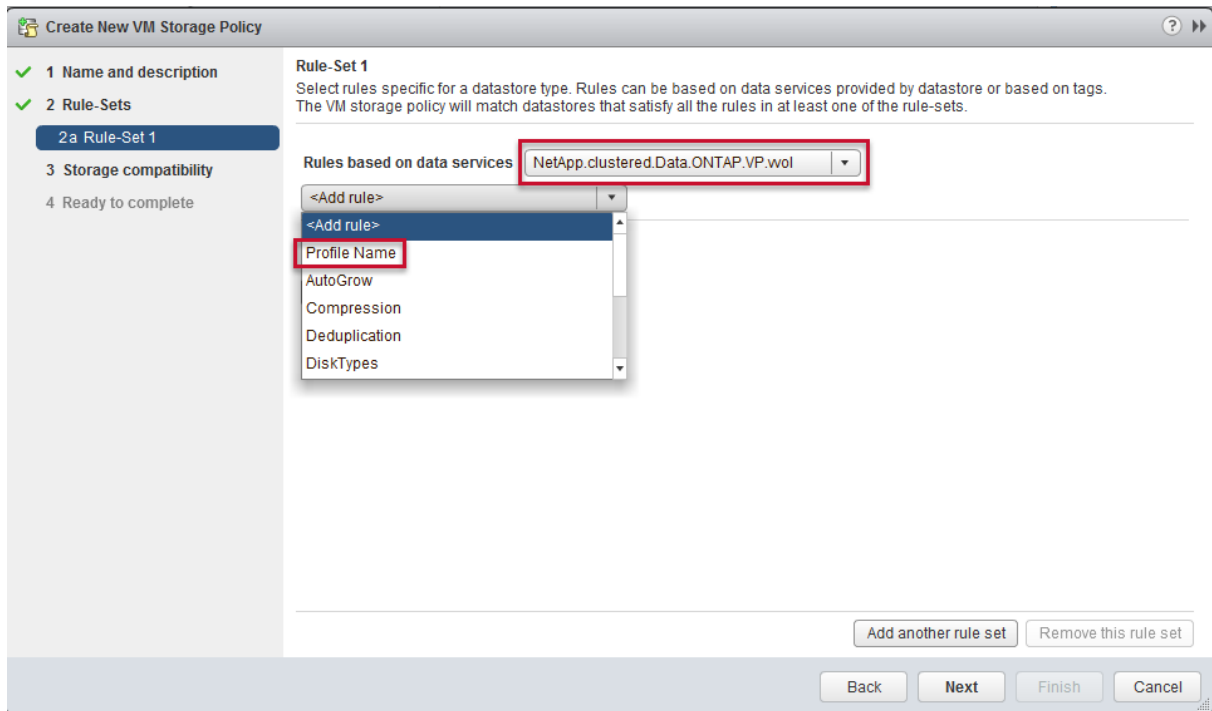 Create New VM Storage Policy
1 Name and description
2 Rule-Sets
2a Rule-Set 1
3 Storage compatibility
4 Ready to complete
Rule-Set 1
Select rules specific for a datastore type. Rules can be based on data services provided by datastore or based on tags.
The VM storage policy will match datastores that satisfy all the rules in at least one of the rule-sets.
Rules based on data services NetApp.clustered.Data.ONTAP.VP.vvol
<Add rule>
<Add rule>
Profile Name
AutoGrow
Compression
Deduplication
DiskTypes
Add another rule set Remove this rule set
Back Next Finish Cancel